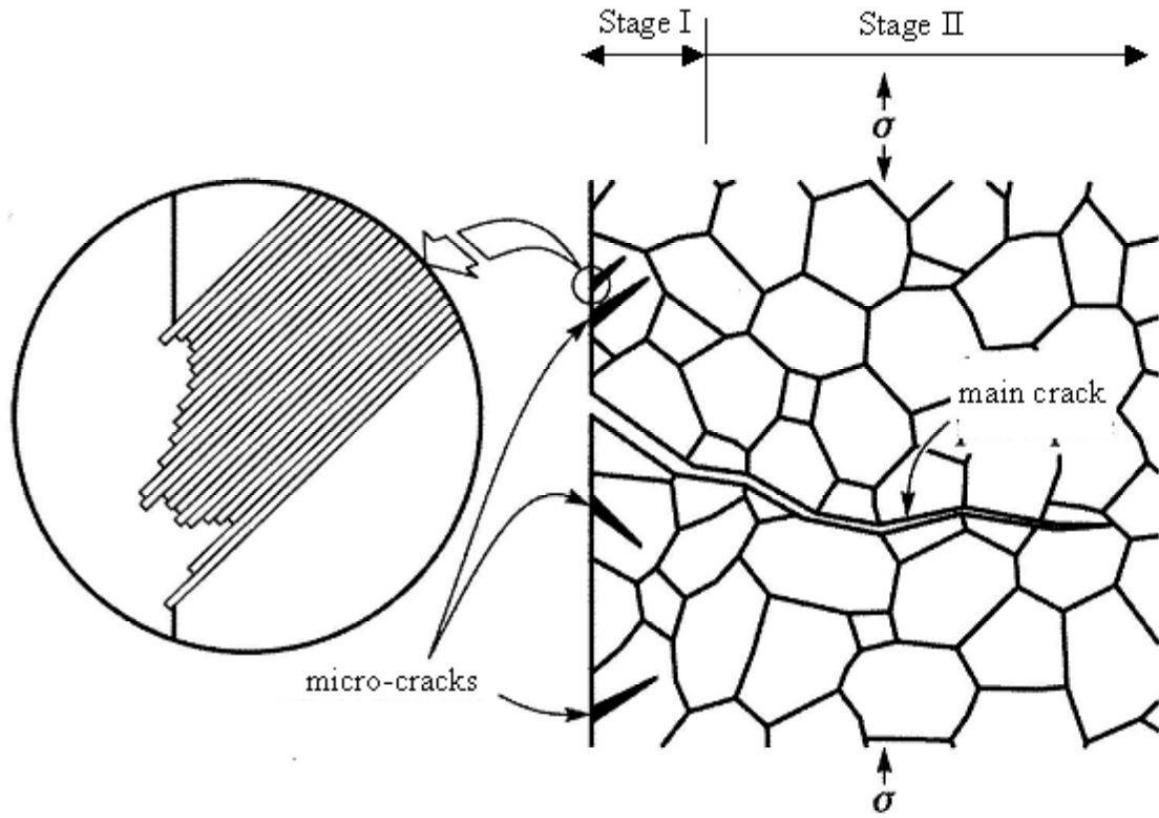 Stage I
Stage II
σ
main crack
micro-cracks
σ